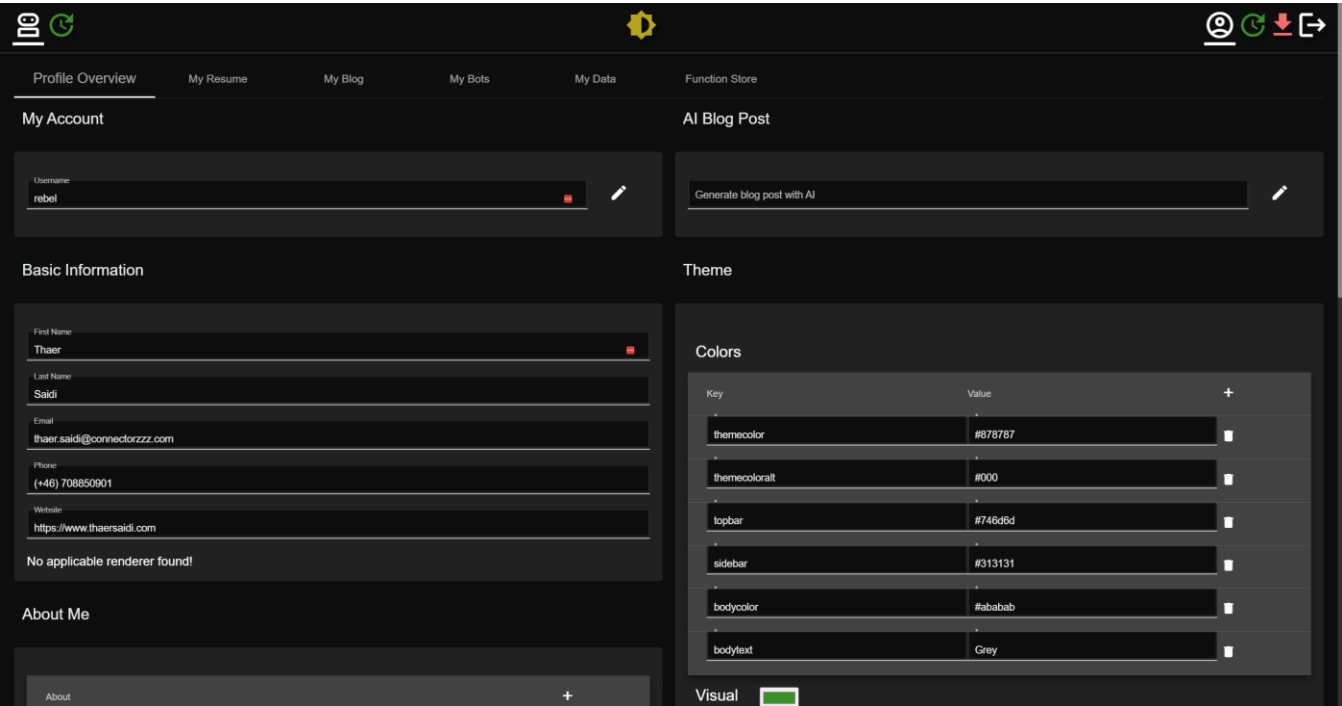 Profile Overview
My Resume
My Blog
My Bots
My Data
Function Store
My Account
Username
rebel
Basic Information
First Name
Thaer
Last Name
Saidi
Email
thaer.saidi@connectorzzz.com
Phone
(+46) 708850901
Website
https://www.thaersaidi.com
No applicable renderer found!
About Me
About
+
AI Blog Post
Generate blog post with AI
Theme
Colors
Key Value +
themecolor #878787
themecoloralt #000
topbar #746d6d
sidebar #313131
bodycolor #ababab
bodytext Grey
Visual